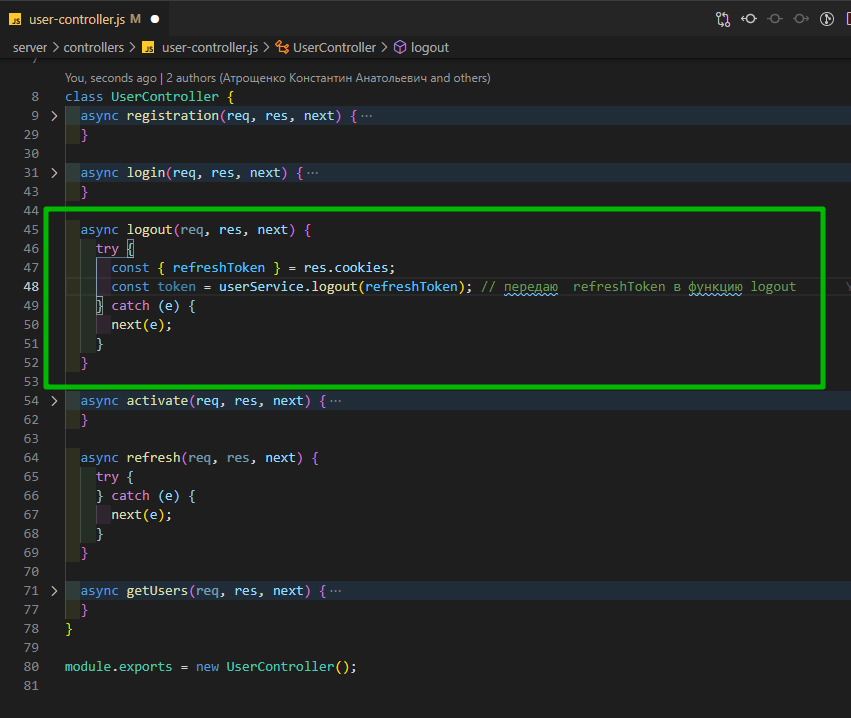 JS user-controller.js M
server > controllers > JS user-controller.js > UserController > logout
7
You, seconds ago | 2 authors (Атрощенко Константин Анатольевич and others)
8 class UserController {
9 > async registration(req, res, next) { ⋯
29 }
30
31 > async login(req, res, next) { ⋯
43 }
44
45 async logout(req, res, next) {
46 try {
47 const { refreshToken } = res.cookies;
48 const token = userService.logout(refreshToken); // передаю  refreshToken в функцию logout
49 } catch (e) {
50 next(e);
51 }
52 }
53
54 > async activate(req, res, next) { ⋯
62 }
63
64 async refresh(req, res, next) {
65 try {
66 } catch (e) {
67 next(e);
68 }
69 }
70
71 > async getUsers(req, res, next) { ⋯
77 }
78 }
79
80 module.exports = new UserController();
81